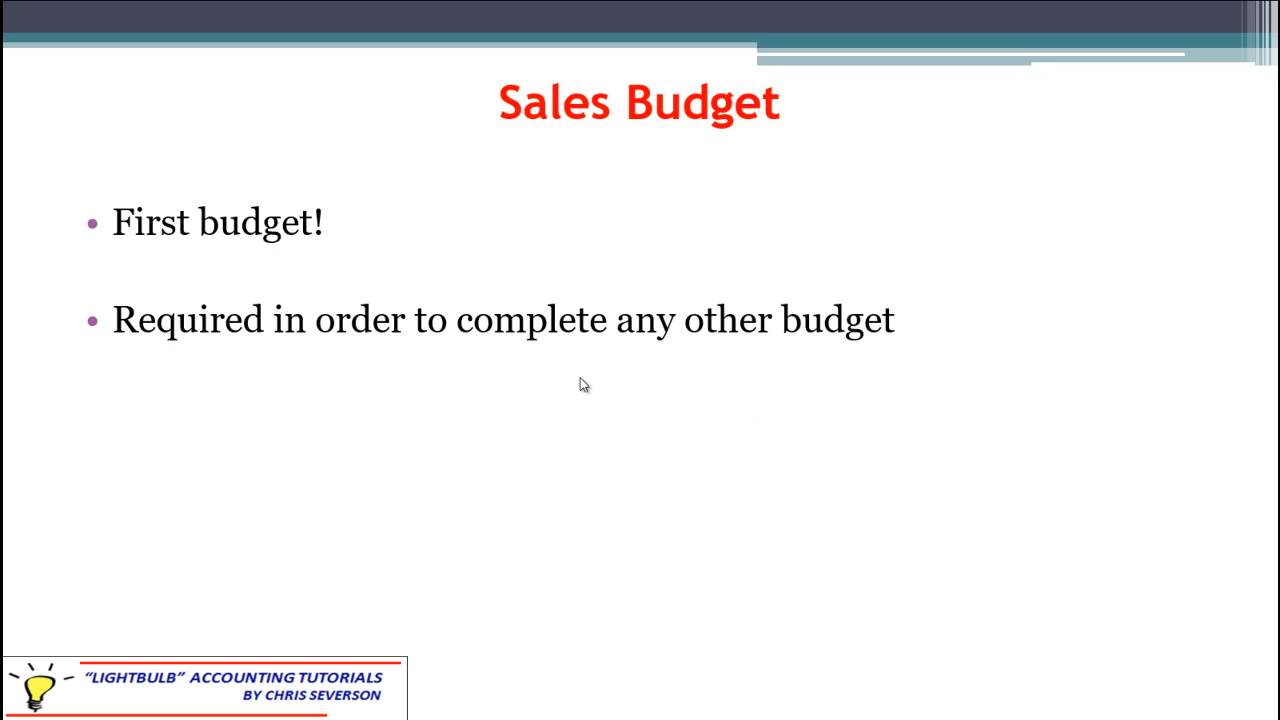 Sales Budget
• First budget!
• Required in order to complete any other budget
“LIGHTBULB” ACCOUNTING TUTORIALS
BY CHRIS SEVERSON